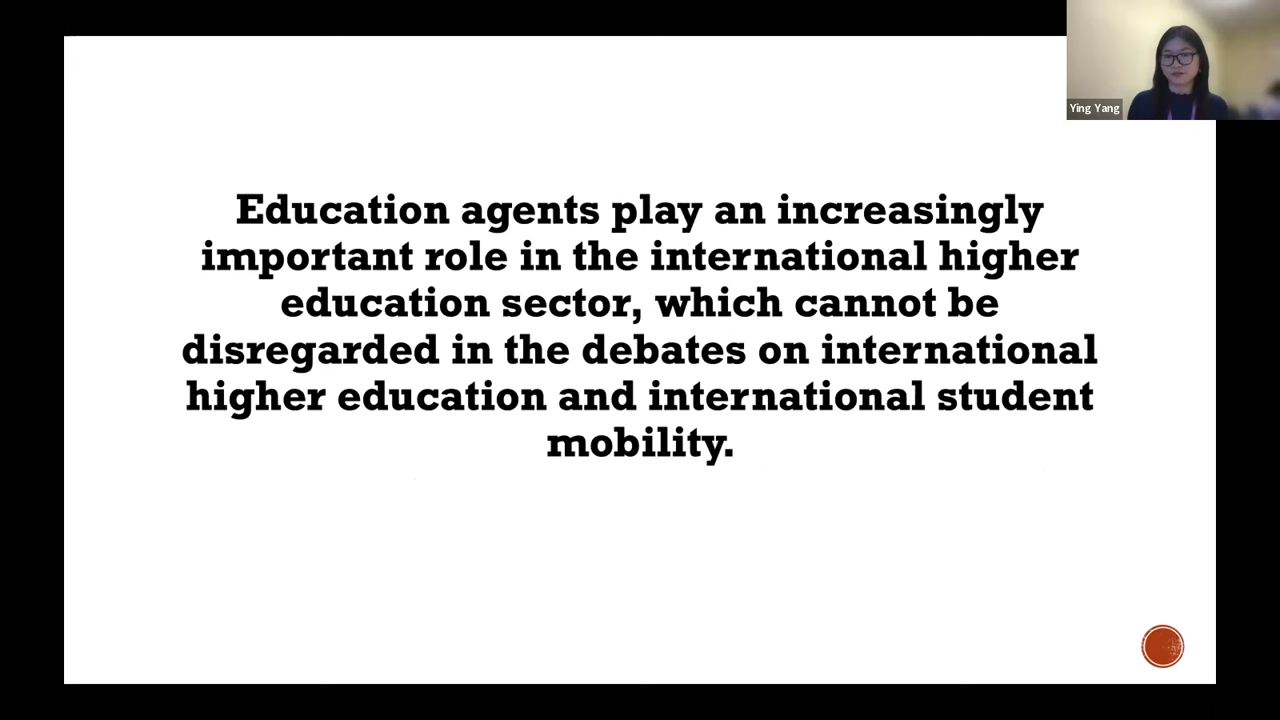 Ying Yang
Education agents play an increasingly
important role in the international higher
education sector, which cannot be
disregarded in the debates on international
higher education and international student
mobility.